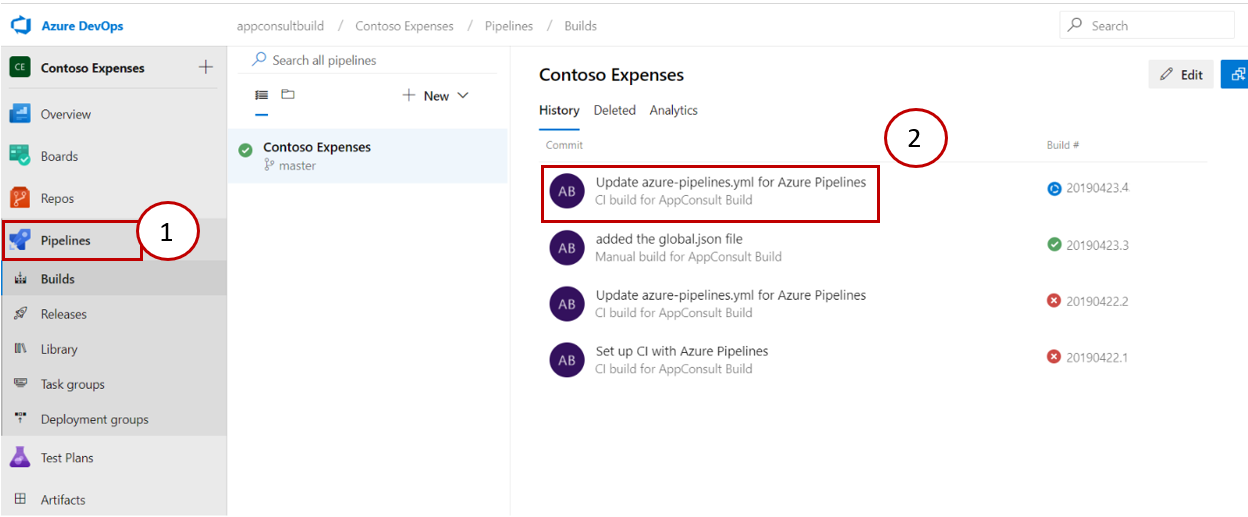 Azure DevOps
appconsultbuild / Contoso Expenses / Pipelines / Builds
Search
CE Contoso Expenses
Overview
Boards
Repos
Pipelines
1
Builds
Releases
Library
Task groups
Deployment groups
Test Plans
Artifacts
Search all pipelines
New
Contoso Expenses
master
Contoso Expenses
Edit
History Deleted Analytics
2
Commit Build #
AB Update azure-pipelines.yml for Azure Pipelines 20190423.4
CI build for AppConsult Build
AB added the global.json file 20190423.3
Manual build for AppConsult Build
AB Update azure-pipelines.yml for Azure Pipelines 20190422.2
CI build for AppConsult Build
AB Set up CI with Azure Pipelines 20190422.1
CI build for AppConsult Build